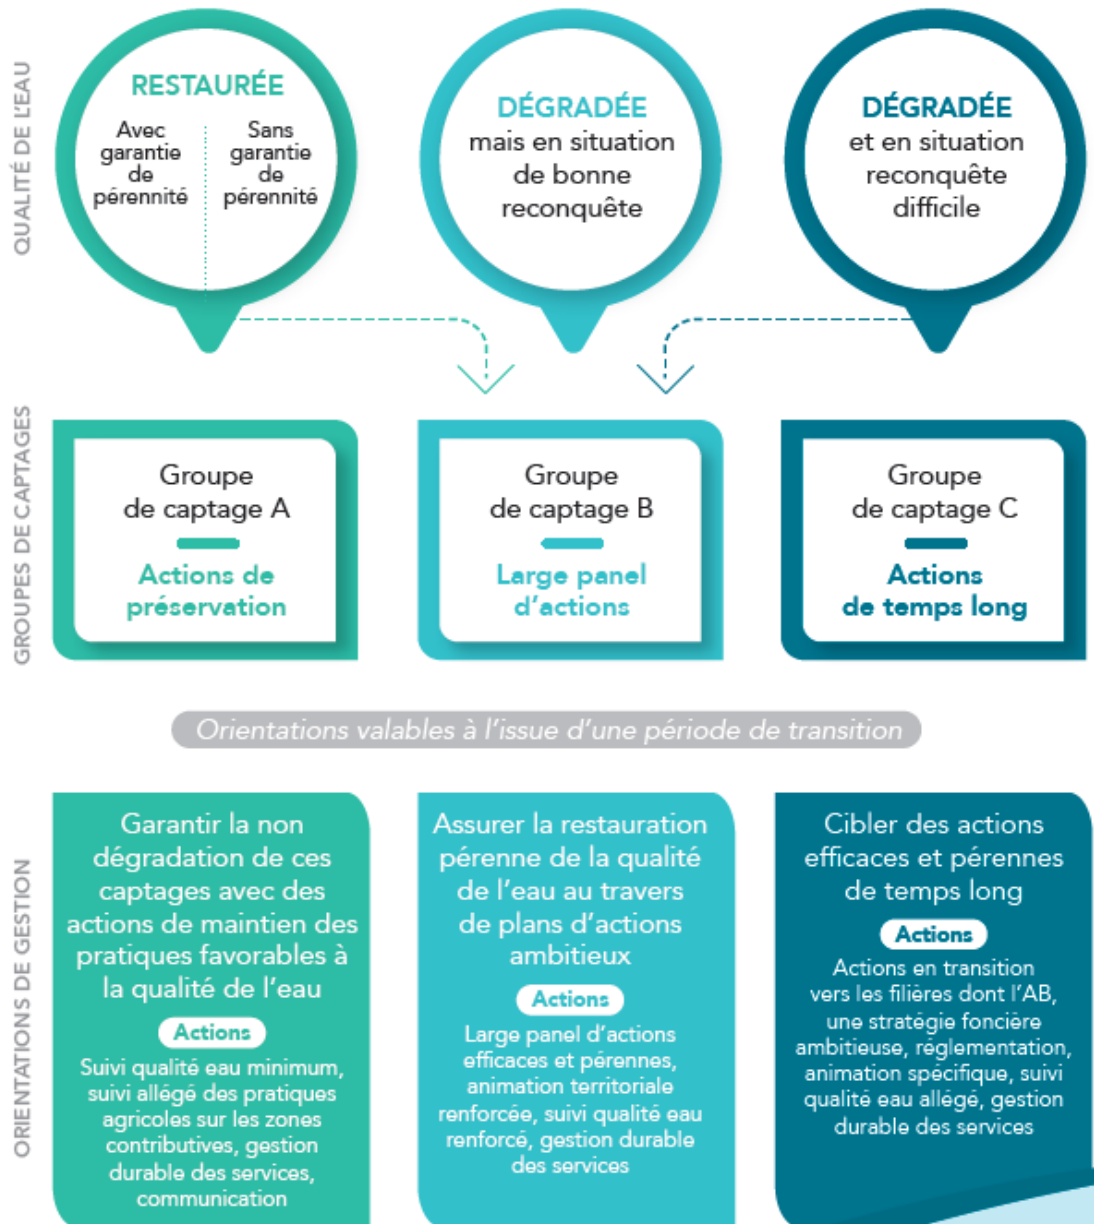 QUALITÉ DE L'EAU
RESTAURÉE
Avec
garantie
de
pérennité
Sans
garantie
de
pérennité
DÉGRADÉE
mais en situation
de bonne
reconquête
DÉGRADÉE
et en situation
reconquête
difficile
GROUPES DE CAPTAGES
Groupe
de captage A
Actions de
préservation
Groupe
de captage B
Large panel
d'actions
Groupe
de captage C
Actions
de temps long
Orientations valables à l'issue d'une période de transition
ORIENTATIONS DE GESTION
Garantir la non
dégradation de ces
captages avec des
actions de maintien des
pratiques favorables à
la qualité de l'eau
Actions
Suivi qualité eau minimum,
suivi allégé des pratiques
agricoles sur les zones
contributives, gestion
durable des services,
communication
Assurer la restauration
pérenne de la qualité
de l'eau au travers
de plans d'actions
ambitieux
Actions
Large panel d'actions
efficaces et pérennes,
animation territoriale
renforcée, suivi qualité eau
renforcé, gestion durable
des services
Cibler des actions
efficaces et pérennes
de temps long
Actions
Actions en transition
vers les filières dont l'AB,
une stratégie foncière
ambitieuse, réglementation,
animation spécifique, suivi
qualité eau allégé, gestion
durable des services